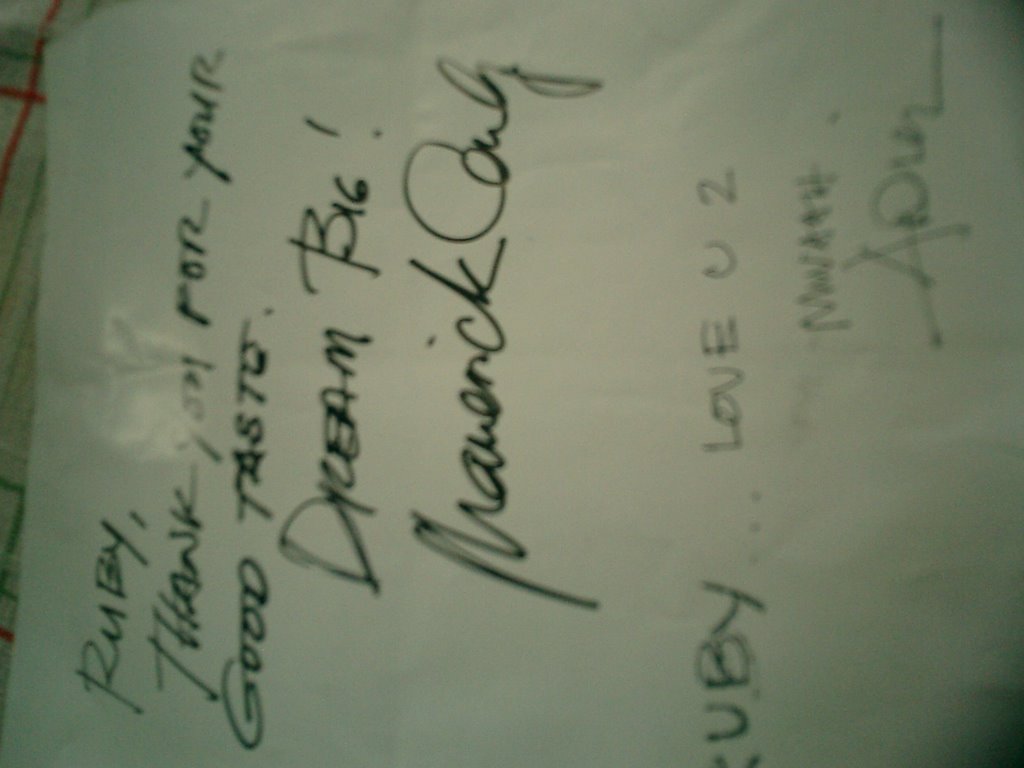 RUBY,
THANK YOU FOR YOUR
GOOD TASTE.
DREAM BIG!
Maverick
RUBY... LOVE U 2
MWAHH.